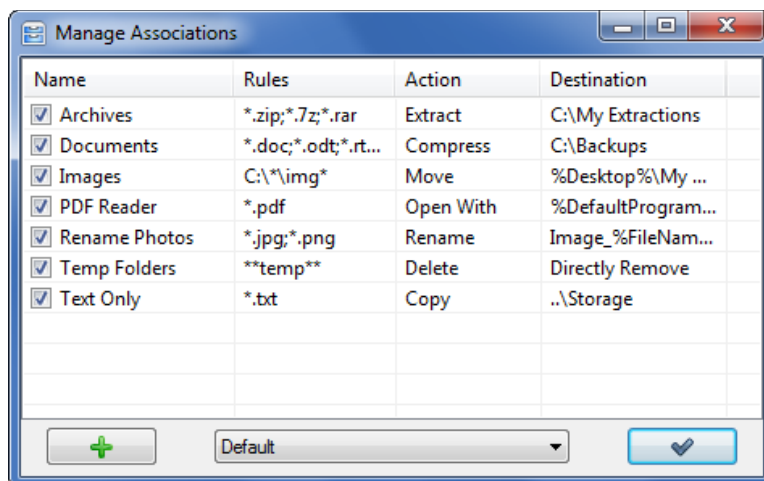 Manage Associations
Name Rules Action Destination
Archives *.zip;*.7z;*.rar Extract C:\My Extractions
Documents *.doc;*.odt;*.rt... Compress C:\Backups
Images C:\*\img* Move %Desktop%\My ...
PDF Reader *.pdf Open With %DefaultProgram...
Rename Photos *.jpg;*.png Rename Image_%FileNam...
Temp Folders **temp** Delete Directly Remove
Text Only *.txt Copy ..\Storage
Default